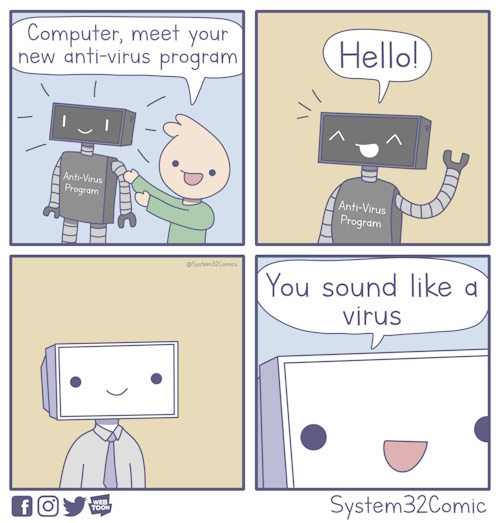 Computer, meet your
new anti-virus program
Anti-Virus
Program
Hello!
Anti-Virus
Program
@System32Comics
You sound like a
virus
f
WEB
TOON
System32Comic